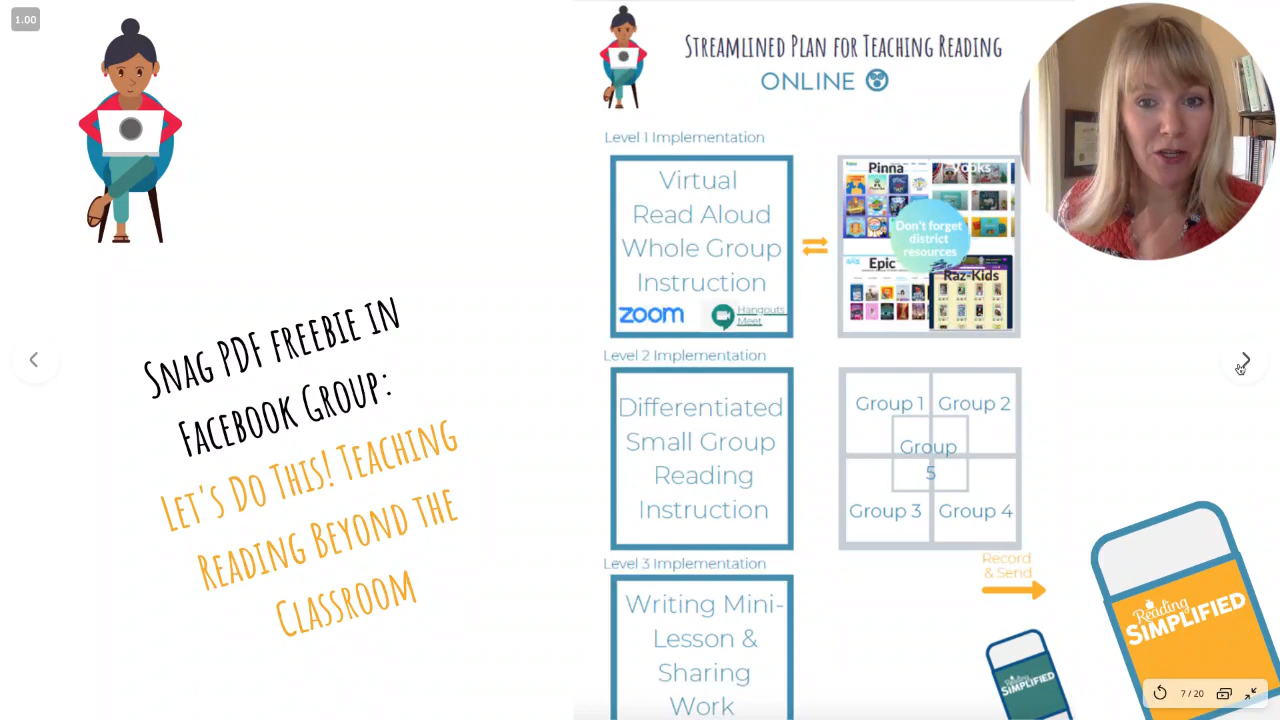 1.00
SNAG PDF FREEBIE IN
FACEBOOK GROUP:
LET'S DO THIS! TEACHING
READING BEYOND THE
CLASSROOM
STREAMLINED PLAN FOR TEACHING READING
ONLINE
Level 1 Implementation
Virtual
Read Aloud
Whole Group
Instruction
zoom
Hangouts
Meet
Pinna
Vooks
Don't forget
district
resources
Epic
Raz-Kids
Level 2 Implementation
Differentiated
Small Group
Reading
Instruction
Group 1
Group 2
Group
5
Group 3
Group 4
Level 3 Implementation
Writing Mini-
Lesson &
Sharing
Work
Record
& Send
Reading
SIMPLIFIED
Reading
SIMPLIFIED
7 / 20